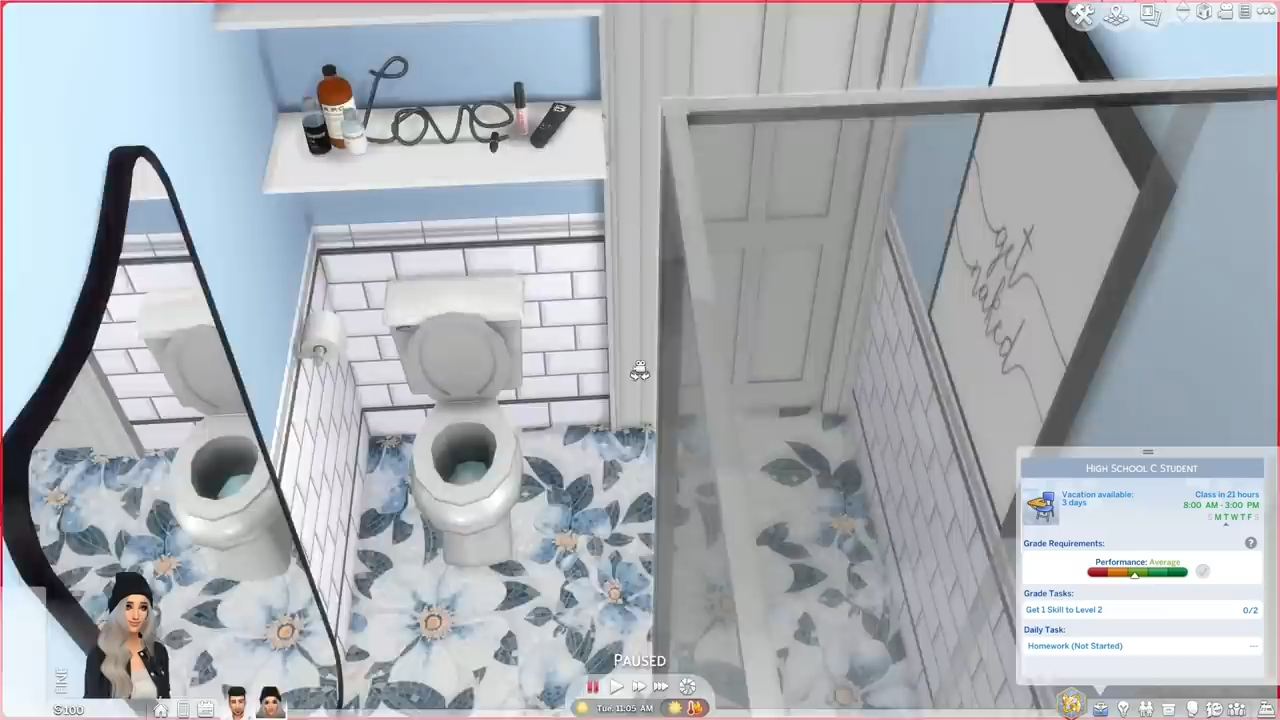 Love
get
naked
HIGH SCHOOL C STUDENT
Vacation available:
3 days
Class in 21 hours
8:00 AM - 3:00 PM
S M T W T F S
Grade Requirements:
?
Performance: Average
Grade Tasks:
Get 1 Skill to Level 2
0/2
Daily Task:
Homework (Not Started)
---
PAUSED
FINE
§100
Tue. 11:05 AM